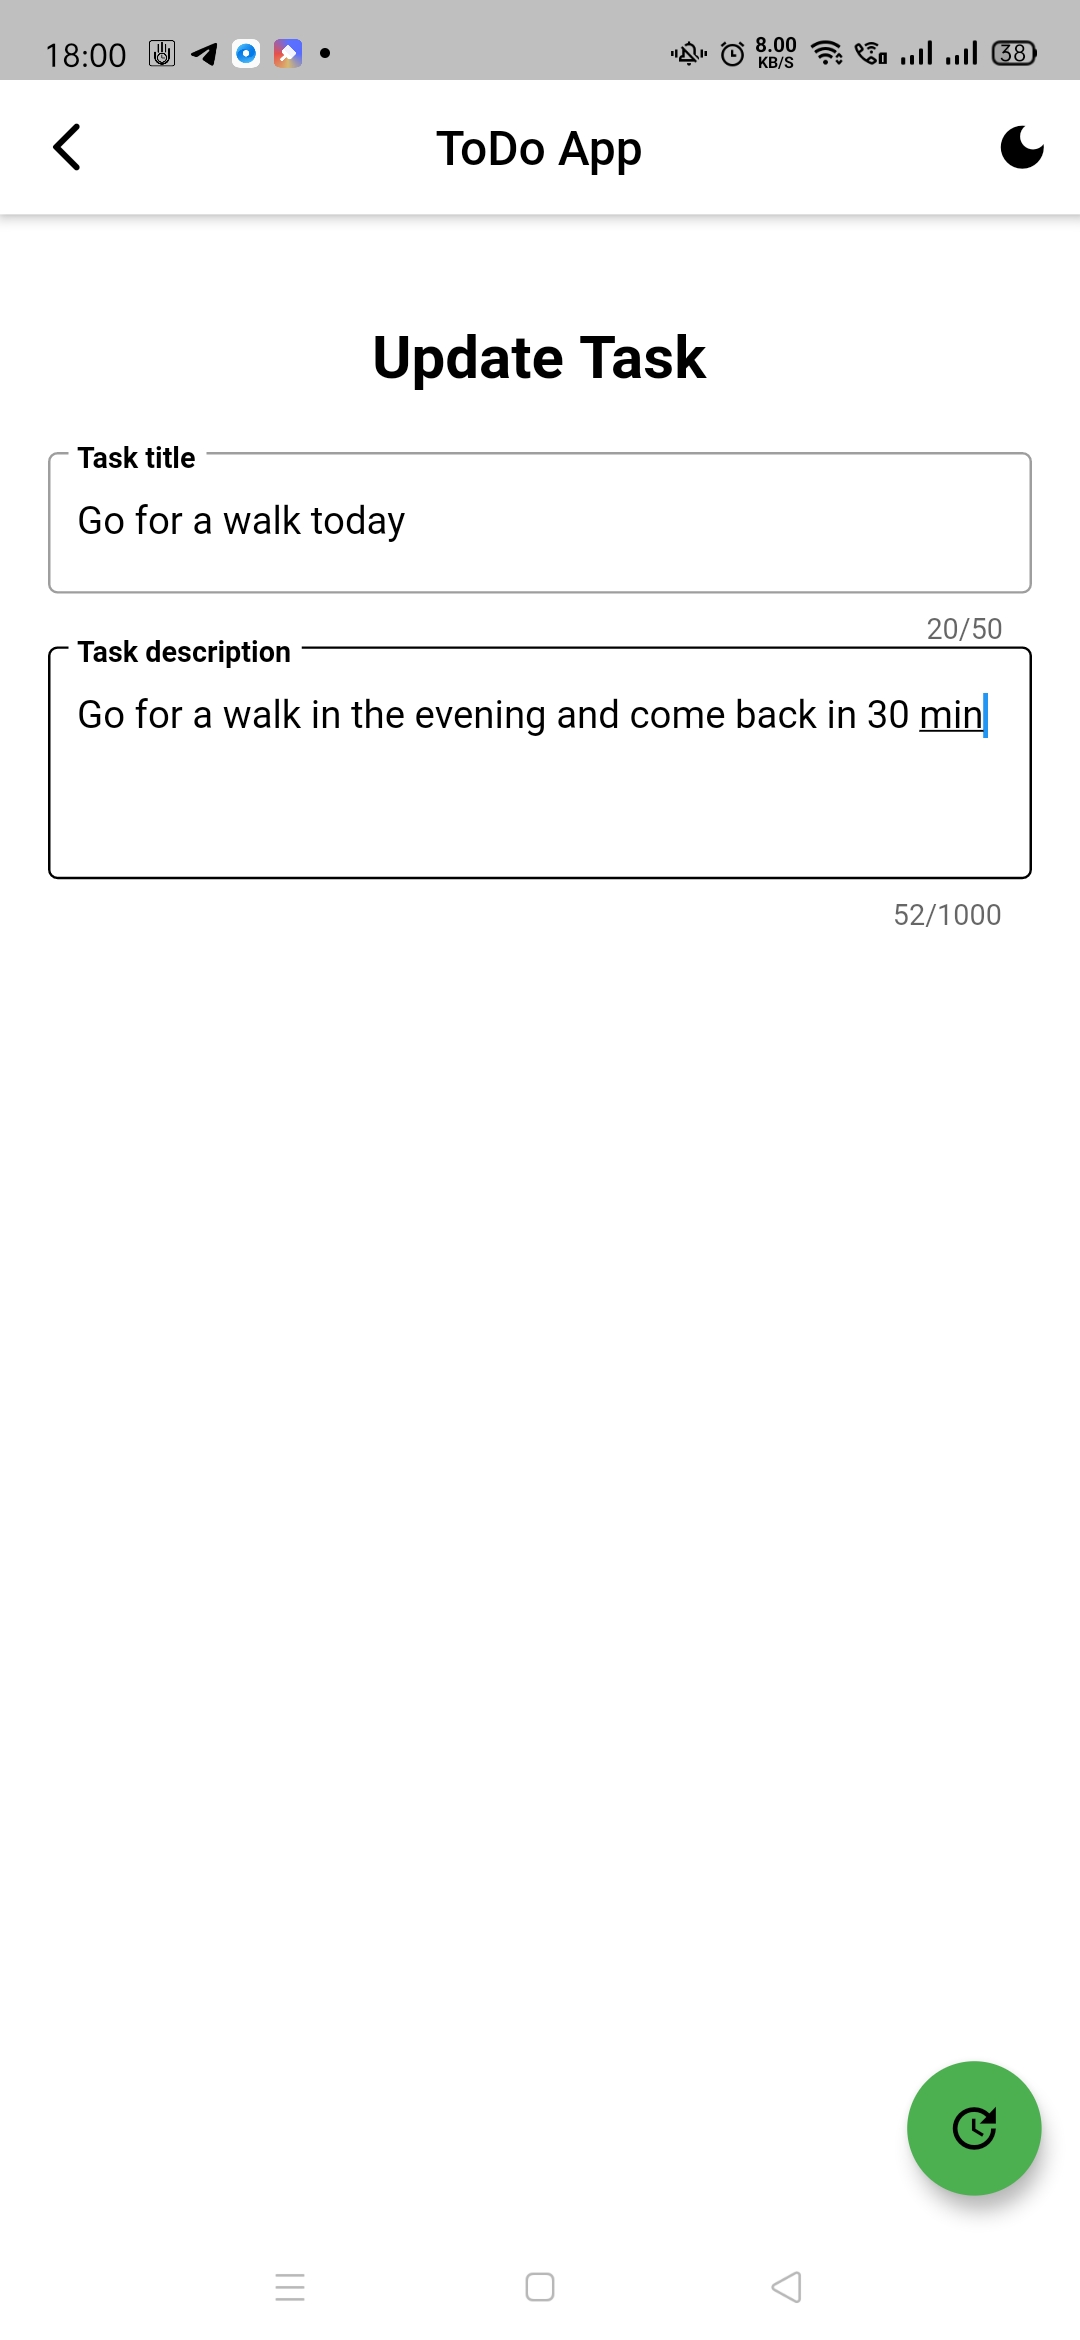 18:00
8.00
KB/S
38
ToDo App
Update Task
Task title
Go for a walk today
20/50
Task description
Go for a walk in the evening and come back in 30 min
52/1000